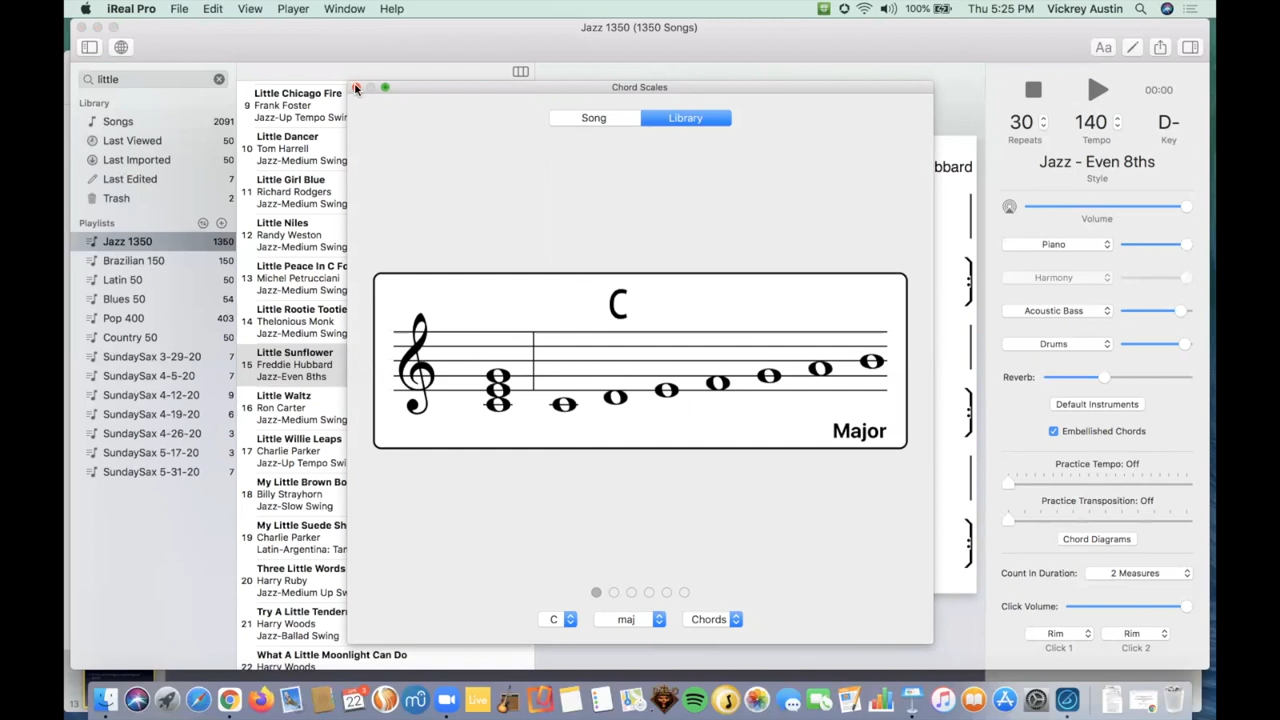 iReal Pro File Edit View Player Window Help 100% Thu 5:25 PM Vickrey Austin
Jazz 1350 (1350 Songs)
Aa
little
Library
Songs 2091
Last Viewed 50
Last Imported 50
Last Edited 7
Trash 2
Playlists
Jazz 1350 1350
Brazilian 150 150
Latin 50 50
Blues 50 54
Pop 400 403
Country 50 50
SundaySax 3-29-20 7
SundaySax 4-5-20 7
SundaySax 4-12-20 9
SundaySax 4-19-20 6
SundaySax 4-26-20 3
SundaySax 5-17-20 3
SundaySax 5-31-20 7
Little Chicago Fire
9 Frank Foster
Jazz-Up Tempo Swin
Little Dancer
10 Tom Harrell
Jazz-Medium Swing
Little Girl Blue
11 Richard Rodgers
Jazz-Medium Swing
Little Niles
12 Randy Weston
Jazz-Medium Swing
Little Peace In C Fo
13 Michel Petrucciani
Jazz-Medium Swing
Little Rootie Tootie
14 Thelonious Monk
Jazz-Medium Swing
Little Sunflower
15 Freddie Hubbard
Jazz-Even 8ths
Little Waltz
16 Ron Carter
Jazz-Medium Swing
Little Willie Leaps
17 Charlie Parker
Jazz-Up Tempo Swin
My Little Brown Bo
18 Billy Strayhorn
Jazz-Slow Swing
My Little Suede Sh
19 Charlie Parker
Latin-Argentina: Tan
Three Little Words
20 Harry Ruby
Jazz-Medium Up Swi
Try A Little Tendern
21 Harry Woods
Jazz-Ballad Swing
What A Little Moonlight Can Do
22 Harry Woods
Chord Scales
Song Library
C
Major
C maj Chords
bbard
00:00
30 140 D-
Repeats Tempo Key
Jazz - Even 8ths
Style
Volume
Piano
Harmony
Acoustic Bass
Drums
Reverb:
Default Instruments
Embellished Chords
Practice Tempo: Off
Practice Transposition: Off
Chord Diagrams
Count In Duration: 2 Measures
Click Volume:
Rim Rim
Click 1 Click 2
13
22
Live